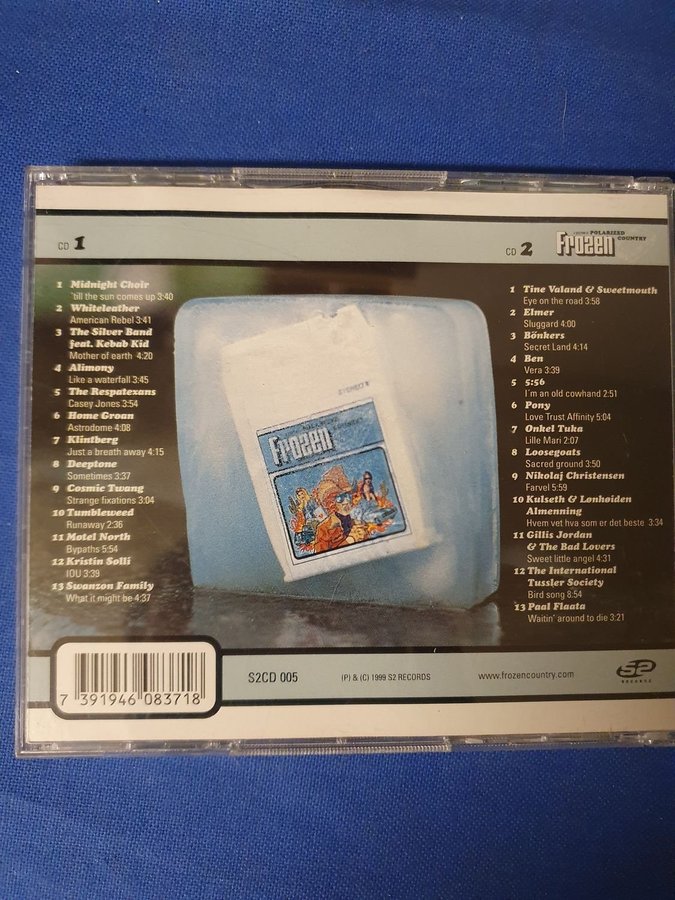 CD 1
1 Midnight Choir
'till the sun comes up 3:40
2 Whiteleather
American Rebel 3:41
3 The Silver Band
feat. Kebab Kid
Mother of earth 4:20
4 Alimony
Like a waterfall 3:45
5 The Respatexans
Casey Jones 3:54
6 Home Groan
Astrodome 4:08
7 Klintberg
Just a breath away 4:15
8 Deeptone
Sometimes 3:37
9 Cosmic Twang
Strange fixations 3:04
10 Tumbleweed
Runaway 2:36
11 Motel North
Bypaths 5:54
12 Kristin Solli
IOU 3:39
13 Swanzon Family
What it might be 4:37
CD 2
POLARIZED
Frozen COUNTRY
1 Tine Valand & Sweetmouth
Eye on the road 3:58
2 Elmer
Sluggard 4:00
3 Bönkers
Secret Land 4:14
4 Ben
Vera 3:39
5 5:56
I'm an old cowhand 2:51
6 Pony
Love Trust Affinity 5:04
7 Onkel Tuka
Lille Mari 2:07
8 Loosegoats
Sacred ground 3:50
9 Nikolaj Christensen
Farvel 5:59
10 Kulseth & Lønhøiden
Almenning
Hvem vet hva som er det beste 3:34
11 Gillis Jordan
& The Bad Lovers
Sweet little angel 4:31
12 The International
Tussler Society
Bird song 8:54
13 Paal Flaata
Waitin' around to die 3:21
Frozen
7 391946 083718
S2CD 005
(P) & (C) 1999 S2 RECORDS
www.frozencountry.com
S2
RECORDS